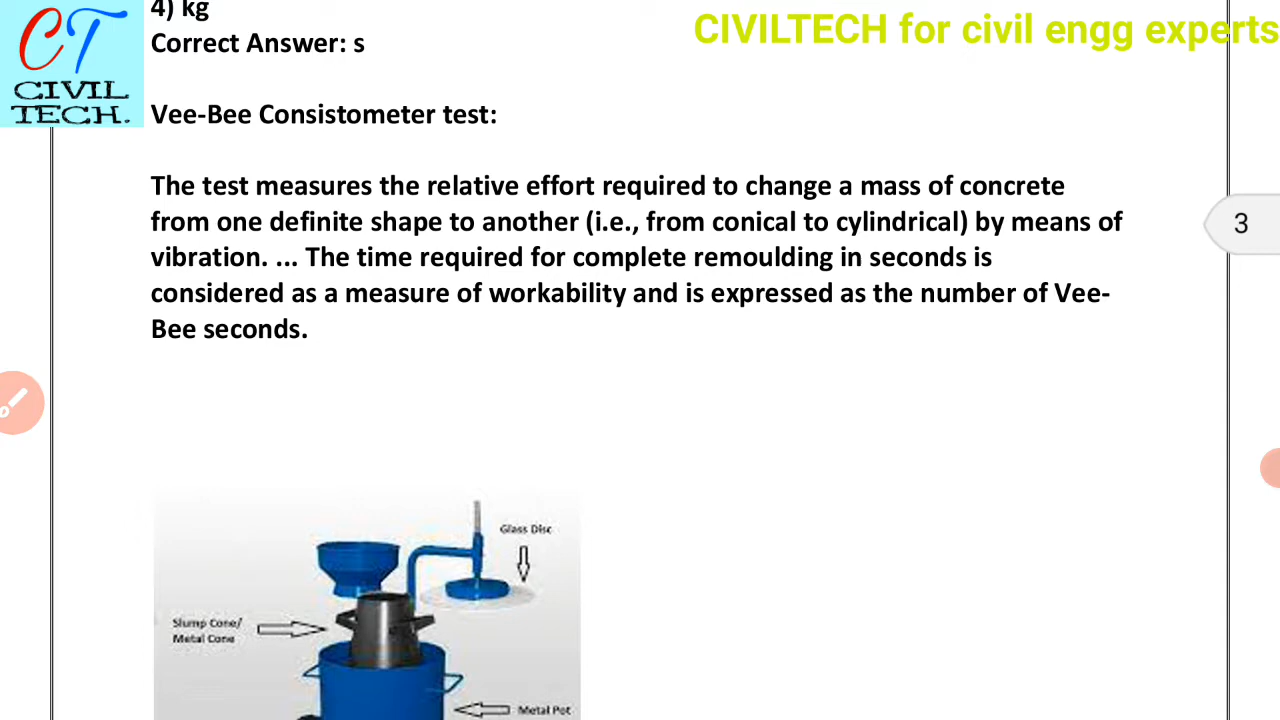 CT
CIVIL
TECH.
CIVILTECH for civil engg experts
4) kg
Correct Answer: s
Vee-Bee Consistometer test:
The test measures the relative effort required to change a mass of concrete
from one definite shape to another (i.e., from conical to cylindrical) by means of
vibration. ... The time required for complete remoulding in seconds is
considered as a measure of workability and is expressed as the number of Vee-
Bee seconds.
3
Glass Disc
Slump Cone/
Metal Cone
Metal Pot